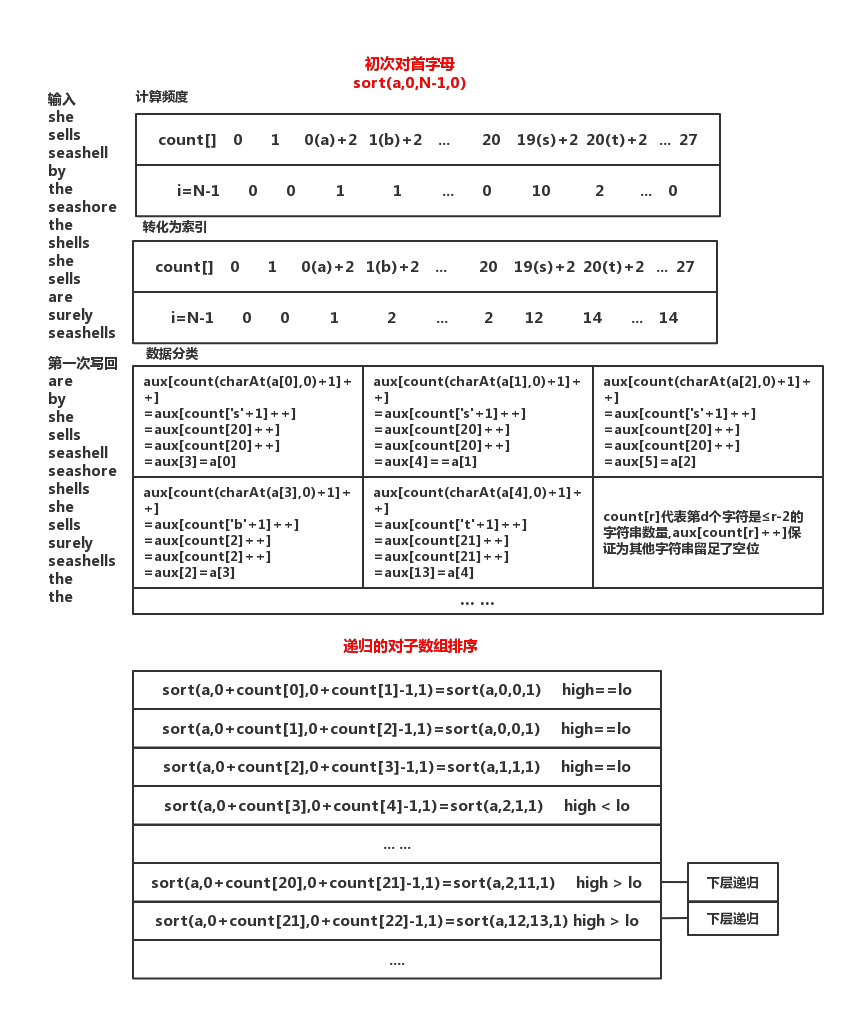 初次对首字母
sort(a,0,N-1,0)
输入
she
sells
seashell
by
the
seashore
the
shells
she
sells
are
surely
seashells
计算频度
count[] 0 1 0(a)+2 1(b)+2 ... 20 19(s)+2 20(t)+2 ... 27
i=N-1 0 0 1 1 ... 0 10 2 ... 0
转化为索引
count[] 0 1 0(a)+2 1(b)+2 ... 20 19(s)+2 20(t)+2 ... 27
i=N-1 0 0 1 2 ... 2 12 14 ... 14
第一次写回
are
by
she
sells
seashell
seashore
shells
she
sells
surely
seashells
the
the
数据分类
aux[count(charAt(a[0],0)+1]+
+]
=aux[count['s'+1]++]
=aux[count[20]++]
=aux[count[20]++]
=aux[3]=a[0]
aux[count(charAt(a[1],0)+1]+
+]
=aux[count['s'+1]++]
=aux[count[20]++]
=aux[count[20]++]
=aux[4]==a[1]
aux[count(charAt(a[2],0)+1]+
+]
=aux[count['s'+1]++]
=aux[count[20]++]
=aux[count[20]++]
=aux[5]=a[2]
aux[count(charAt(a[3],0)+1]+
+]
=aux[count['b'+1]++]
=aux[count[2]++]
=aux[count[2]++]
=aux[2]=a[3]
aux[count(charAt(a[4],0)+1]+
+]
=aux[count['t'+1]++]
=aux[count[21]++]
=aux[count[21]++]
=aux[13]=a[4]
count[r]代表第d个字符是≤r-2的
字符串数量,aux[count[r]++]保
证为其他字符串留足了空位
... ...
递归的对子数组排序
sort(a,0+count[0],0+count[1]-1,1)=sort(a,0,0,1) high==lo
sort(a,0+count[1],0+count[2]-1,1)=sort(a,0,0,1) high==lo
sort(a,0+count[2],0+count[3]-1,1)=sort(a,1,1,1) high==lo
sort(a,0+count[3],0+count[4]-1,1)=sort(a,2,1,1) high < lo
... ...
sort(a,0+count[20],0+count[21]-1,1)=sort(a,2,11,1) high > lo
下层递归
sort(a,0+count[21],0+count[22]-1,1)=sort(a,12,13,1) high > lo
下层递归
....